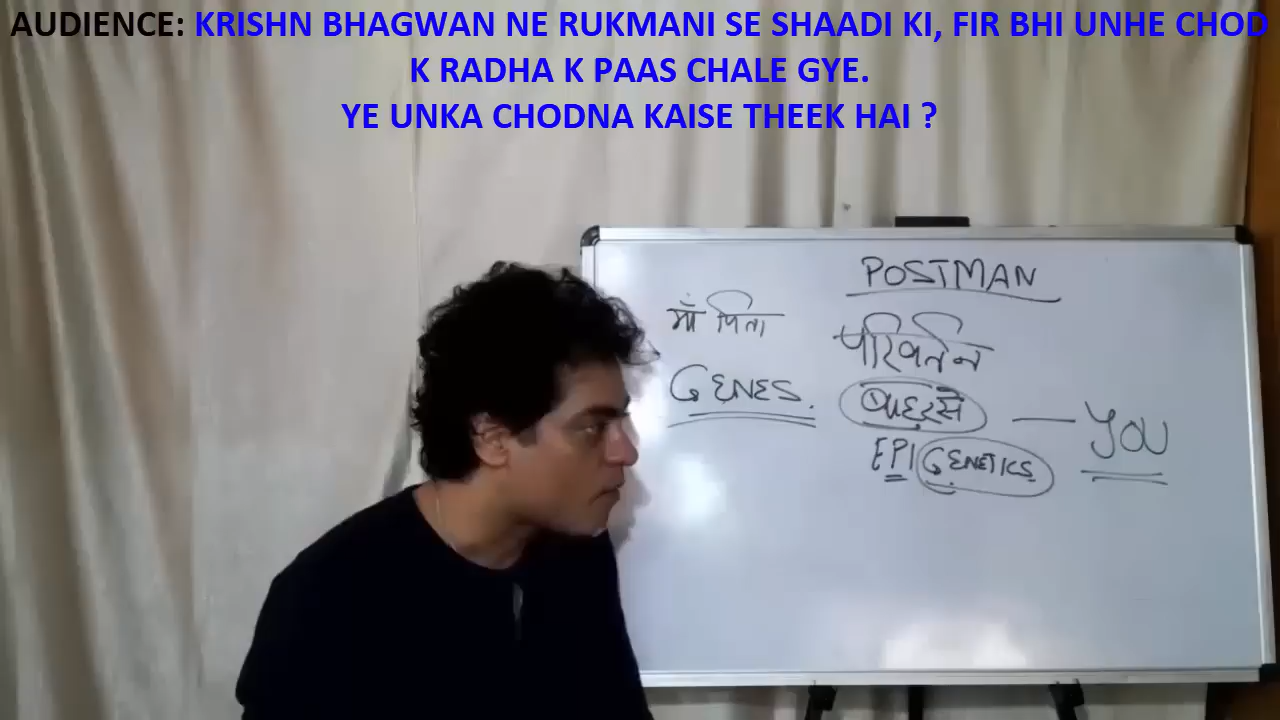 AUDIENCE: KRISHN BHAGWAN NE RUKMANI SE SHAADI KI, FIR BHI UNHE CHOD
K RADHA K PAAS CHALE GYE.
YE UNKA CHODNA KAISE THEEK HAI ?
POSTMAN
माँ पिता
परिवर्तन
GENES.
बाहरसे — YOU
EPIGENETICS